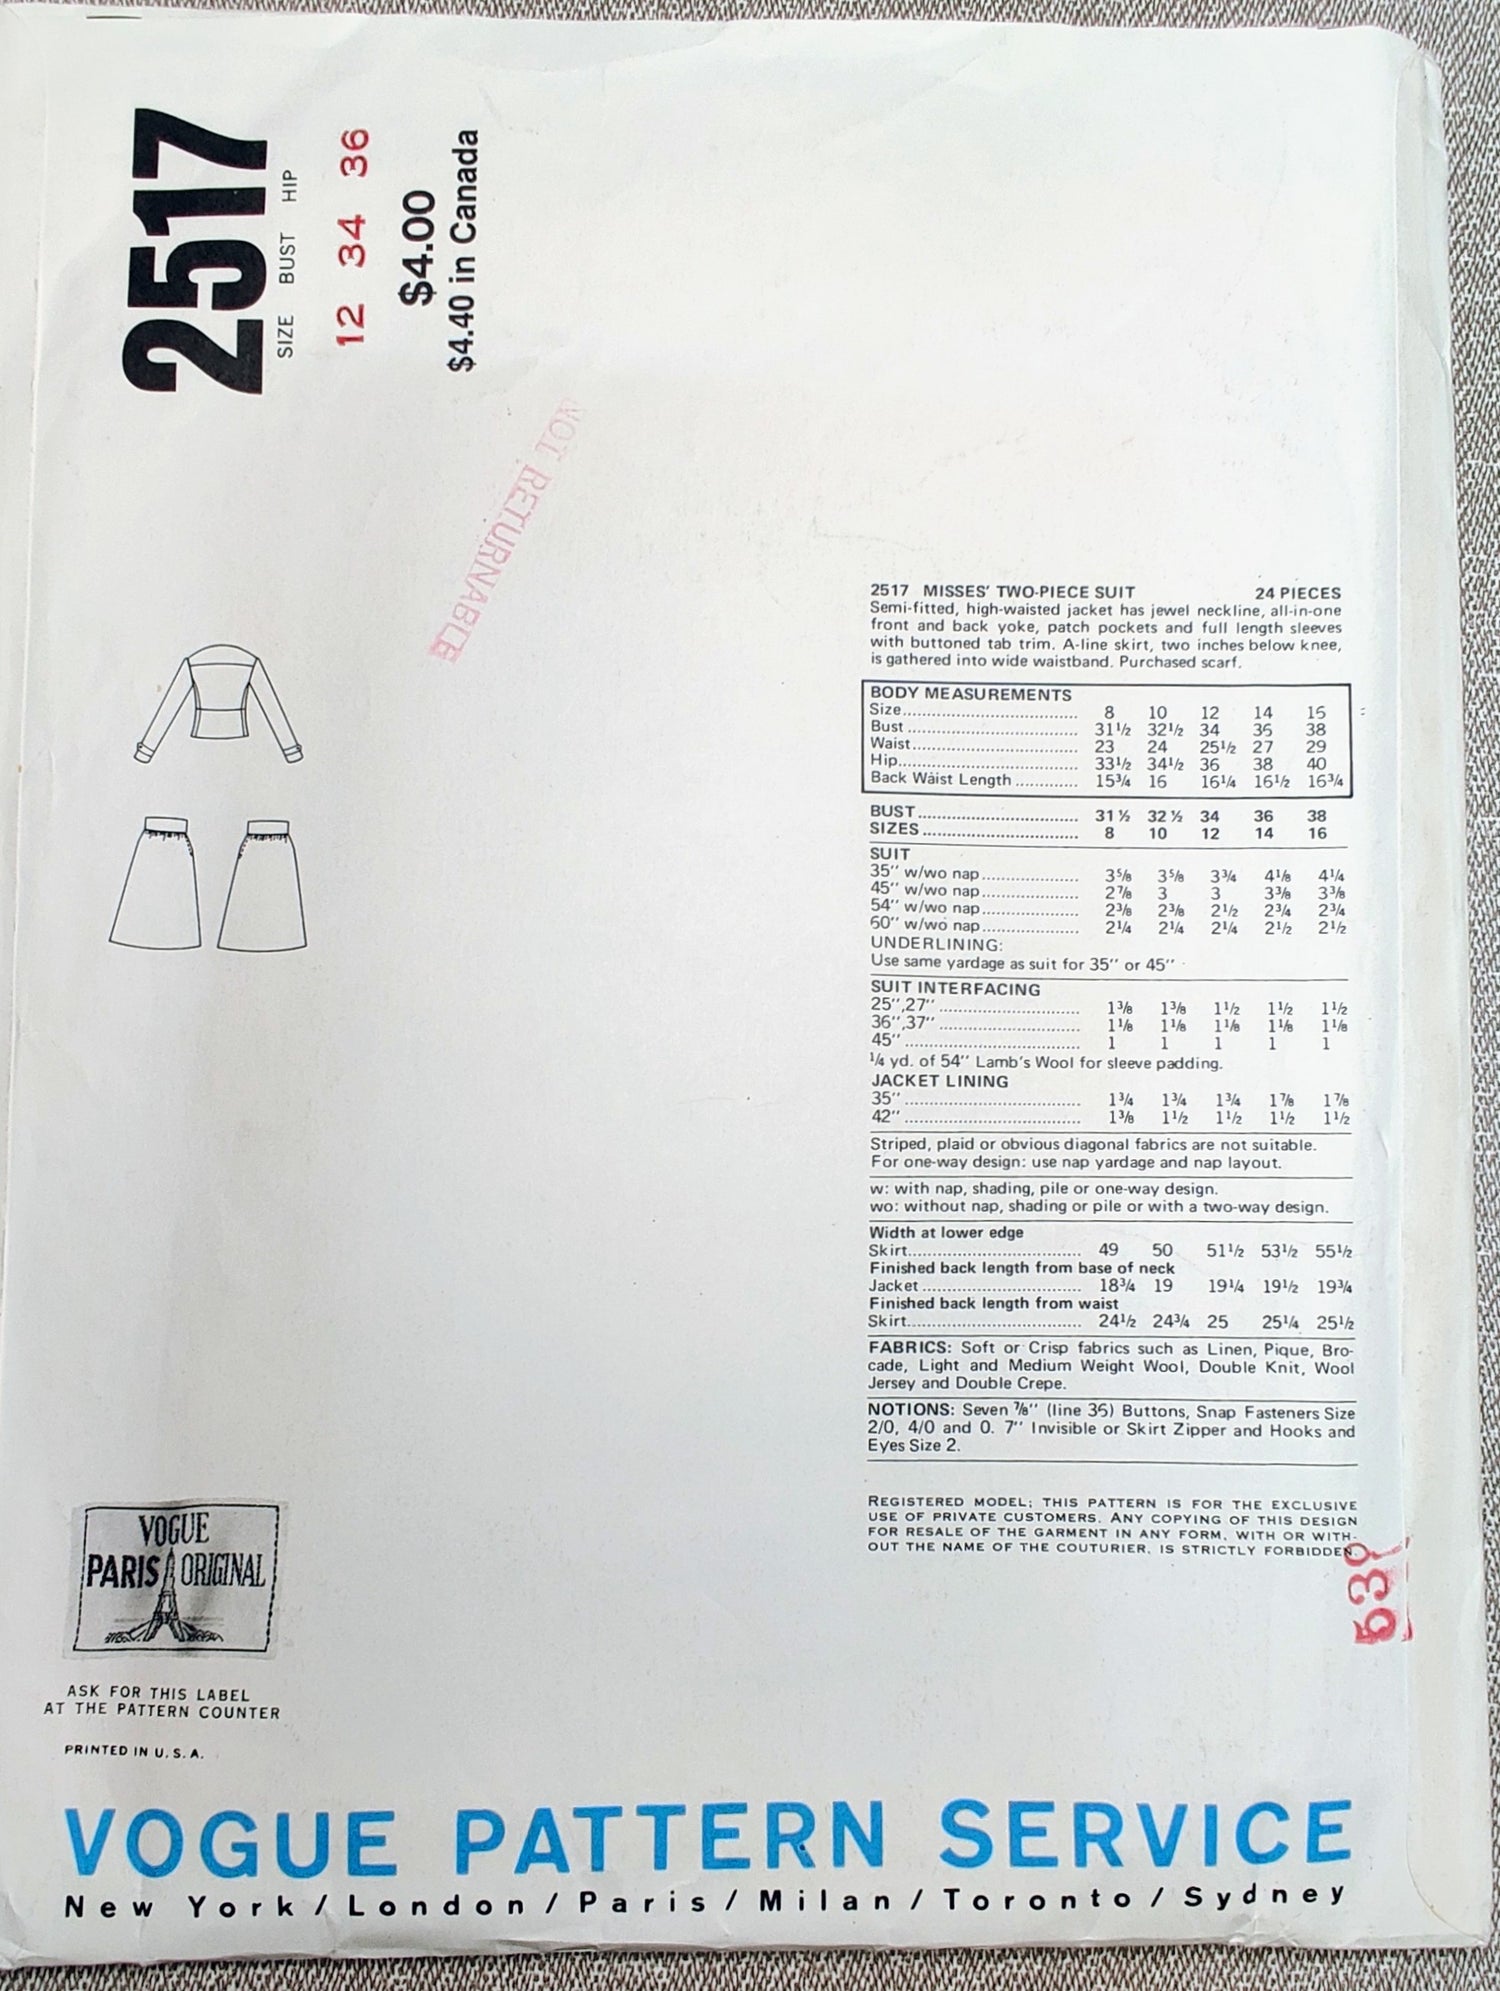 2517
SIZE BUST HIP
12 34 36
$4.00
$4.40 in Canada
NOT RETURNABLE
2517 MISSES' TWO-PIECE SUIT 24 PIECES
Semi-fitted, high-waisted jacket has jewel neckline, all-in-one
front and back yoke, patch pockets and full length sleeves
with buttoned tab trim. A-line skirt, two inches below knee,
is gathered into wide waistband. Purchased scarf.
BODY MEASUREMENTS
Size 8 10 12 14 16
Bust 31½ 32½ 34 36 38
Waist 23 24 25½ 27 29
Hip 33½ 34½ 36 38 40
Back Waist Length 15¾ 16 16¼ 16½ 16¾
BUST 31½ 32½ 34 36 38
SIZES 8 10 12 14 16
SUIT
35'' w/wo nap 3⅝ 3⅝ 3¾ 4⅛ 4¼
45'' w/wo nap 2⅞ 3 3 3⅜ 3⅜
54'' w/wo nap 2⅜ 2⅜ 2½ 2¾ 2¾
60'' w/wo nap 2¼ 2¼ 2¼ 2½ 2½
UNDERLINING:
Use same yardage as suit for 35'' or 45''
SUIT INTERFACING
25'',27'' 1⅜ 1⅜ 1½ 1½ 1½
36'',37'' 1⅛ 1⅛ 1⅛ 1⅛ 1⅛
45'' 1 1 1 1 1
¼ yd. of 54'' Lamb's Wool for sleeve padding.
JACKET LINING
35'' 1¾ 1¾ 1¾ 1⅞ 1⅞
42'' 1⅜ 1½ 1½ 1½ 1½
Striped, plaid or obvious diagonal fabrics are not suitable.
For one-way design: use nap yardage and nap layout.
w: with nap, shading, pile or one-way design.
wo: without nap, shading or pile or with a two-way design.
Width at lower edge
Skirt 49 50 51½ 53½ 55½
Finished back length from base of neck
Jacket 18¾ 19 19¼ 19½ 19¾
Finished back length from waist
Skirt 24½ 24¾ 25 25¼ 25½
FABRICS: Soft or Crisp fabrics such as Linen, Pique, Bro-
cade, Light and Medium Weight Wool, Double Knit, Wool
Jersey and Double Crepe.
NOTIONS: Seven ⅞'' (line 36) Buttons, Snap Fasteners Size
2/0, 4/0 and 0. 7'' Invisible or Skirt Zipper and Hooks and
Eyes Size 2.
REGISTERED MODEL; THIS PATTERN IS FOR THE EXCLUSIVE
USE OF PRIVATE CUSTOMERS. ANY COPYING OF THIS DESIGN
FOR RESALE OF THE GARMENT IN ANY FORM, WITH OR WITH-
OUT THE NAME OF THE COUTURIER, IS STRICTLY FORBIDDEN.
VOGUE
PARIS ORIGINAL
ASK FOR THIS LABEL
AT THE PATTERN COUNTER
PRINTED IN U.S.A.
VOGUE PATTERN SERVICE
New York/London/Paris/Milan/Toronto/Sydney